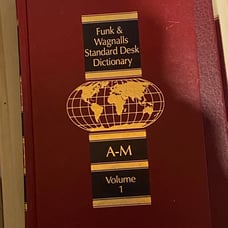 Funk &
Wagnalls
Standard Desk
Dictionary
A-M
Volume
1